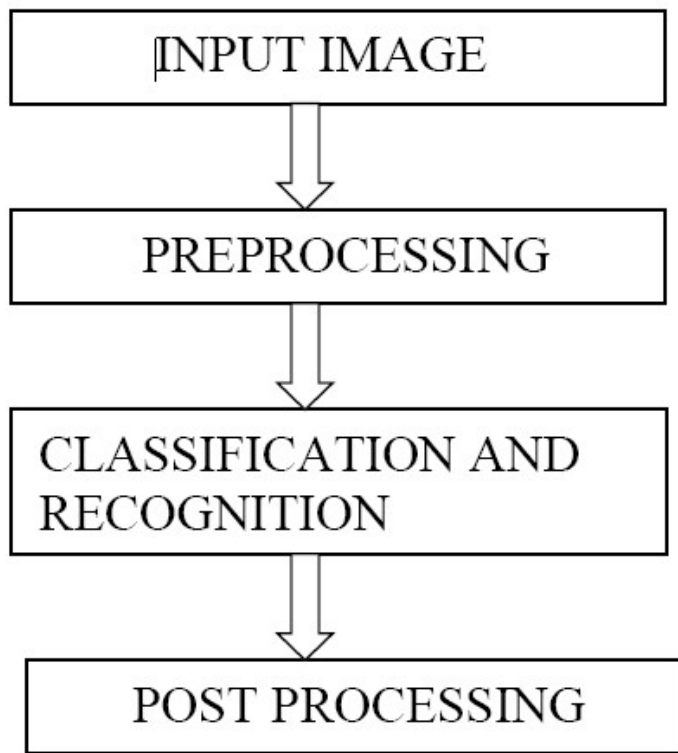 INPUT IMAGE
PREPROCESSING
CLASSIFICATION AND
RECOGNITION
POST PROCESSING